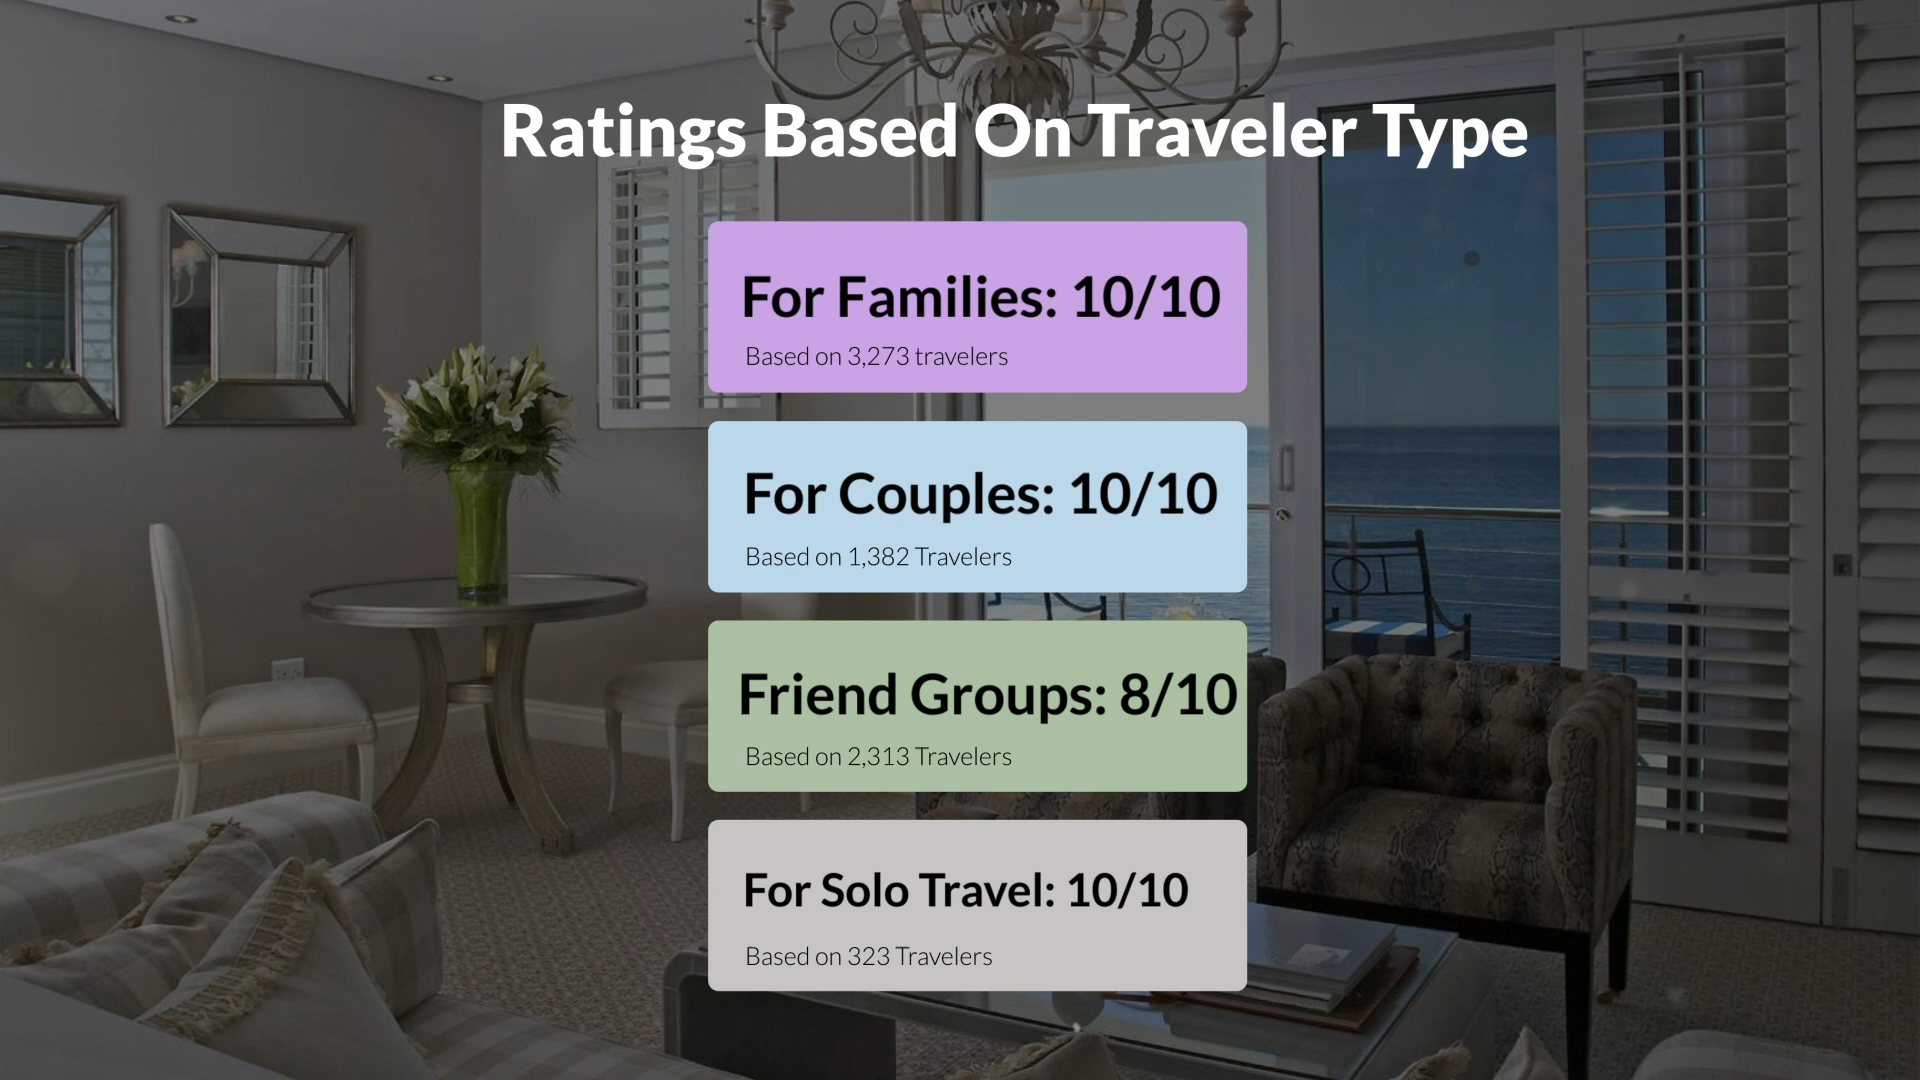 Ratings Based On Traveler Type
For Families: 10/10
Based on 3,273 travelers
For Couples: 10/10
Based on 1,382 Travelers
Friend Groups: 8/10
Based on 2,313 Travelers
For Solo Travel: 10/10
Based on 323 Travelers